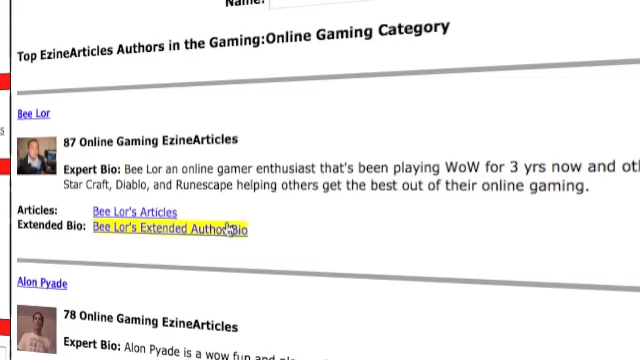 Name:
Top EzineArticles Authors in the Gaming:Online Gaming Category
Bee Lor
87 Online Gaming EzineArticles
Expert Bio: Bee Lor an online gamer enthusiast that's been playing WoW for 3 yrs now and
Star Craft, Diablo, and Runescape helping others get the best out of their online gaming.
Articles: Bee Lor's Articles
Extended Bio: Bee Lor's Extended Author Bio
Alon Pyade
78 Online Gaming EzineArticles
Expert Bio: Alon Pyade is a wow fun and